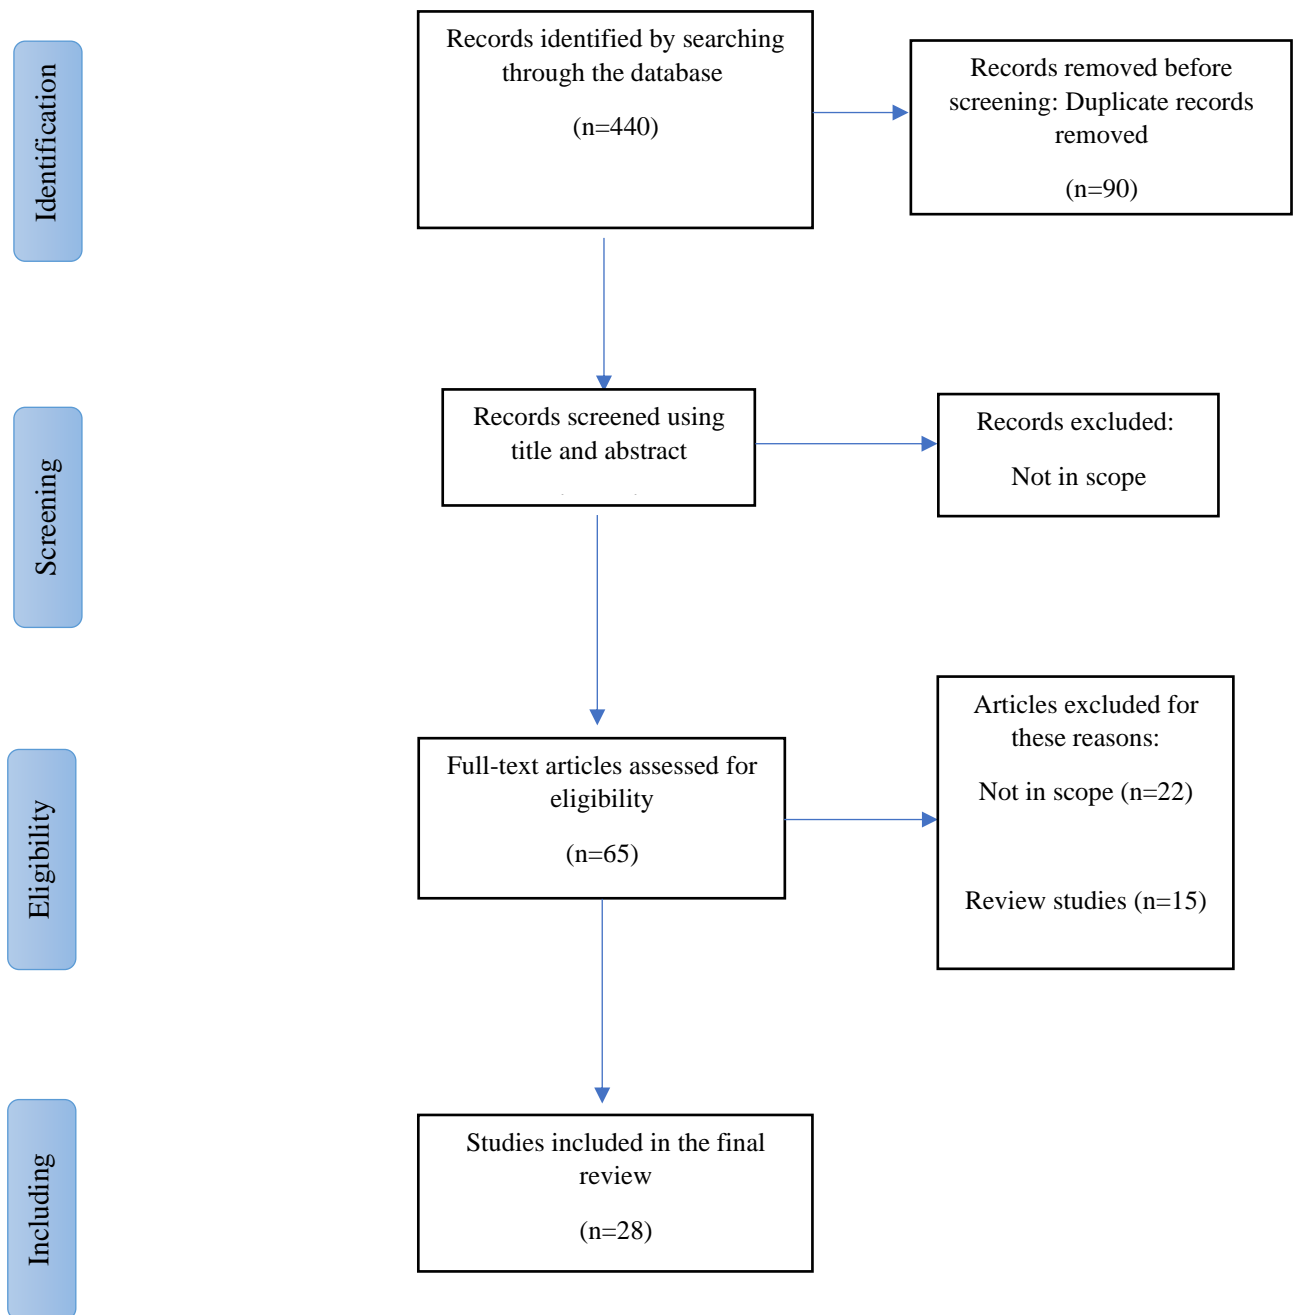 Identification
Records identified by searching
through the database
(n=440)
Records removed before
screening: Duplicate records
removed
(n=90)
Screening
Records screened using
title and abstract
Records excluded:
Not in scope
Eligibility
Full-text articles assessed for
eligibility
(n=65)
Articles excluded for
these reasons:
Not in scope (n=22)
Review studies (n=15)
Including
Studies included in the final
review
(n=28)